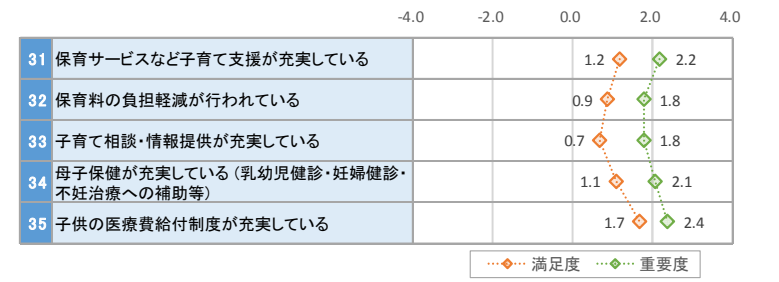 -4.0 -2.0 0.0 2.0 4.0
31 保育サービスなど子育て支援が充実している 1.2 2.2
32 保育料の負担軽減が行われている 0.9 1.8
33 子育て相談・情報提供が充実している 0.7 1.8
34 母子保健が充実している（乳幼児健診・妊婦健診・
不妊治療への補助等） 1.1 2.1
35 子供の医療費給付制度が充実している 1.7 2.4
満足度 重要度